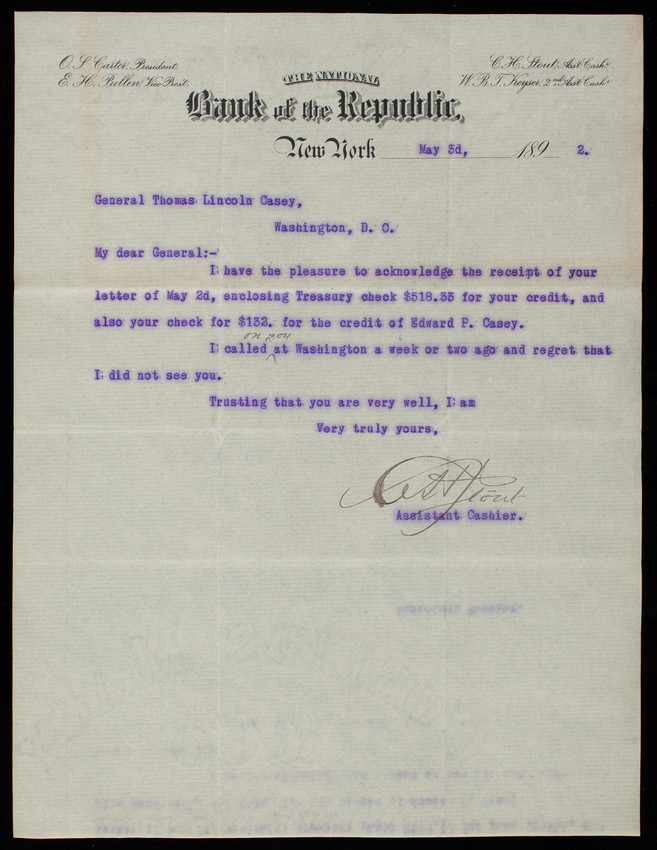 O. S. Carter, President.
E. H. Pullen, Vice Prest.
C. H. Stout, Asst Cashr.
W. B. T. Keyser, 2nd Asst Cashr.
THE NATIONAL
Bank of the Republic,
New York May 3d, 189 2.
General Thomas Lincoln Casey,
Washington, D. C.
My dear General:-
I have the pleasure to acknowledge the receipt of your
letter of May 2d, enclosing Treasury check $518.33 for your credit, and
also your check for $132. for the credit of Edward P. Casey.
on you
I called at Washington a week or two ago and regret that
I did not see you.
Trusting that you are very well, I am
Very truly yours,
C H Stout
Assistant Cashier.